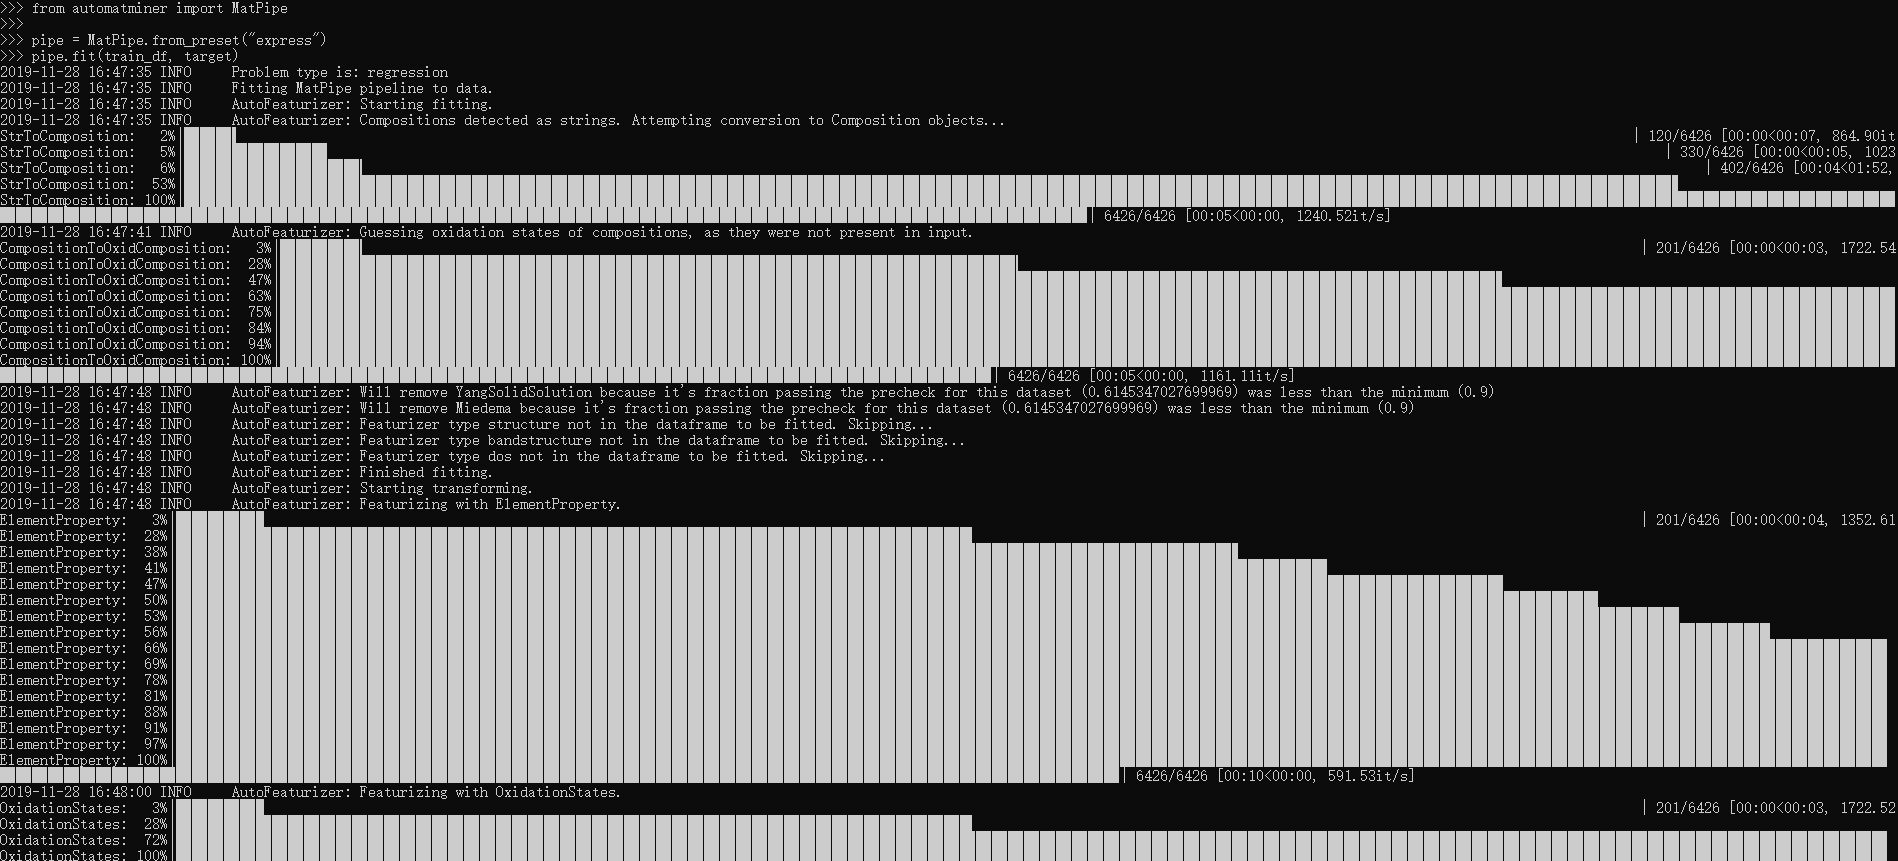 >>> from automatminer import MatPipe
>>>
>>> pipe = MatPipe.from_preset("express")
>>> pipe.fit(train_df, target)
2019-11-28 16:47:35 INFO     Problem type is: regression
2019-11-28 16:47:35 INFO     Fitting MatPipe pipeline to data.
2019-11-28 16:47:35 INFO     AutoFeaturizer: Starting fitting.
2019-11-28 16:47:35 INFO     AutoFeaturizer: Compositions detected as strings. Attempting conversion to Composition objects...
StrToComposition:   2%| | 120/6426 [00:00<00:07, 864.90it
StrToComposition:   5%| | 330/6426 [00:00<00:05, 1023
StrToComposition:   6%| | 402/6426 [00:04<01:52,
StrToComposition:  53%|
StrToComposition: 100%|
| 6426/6426 [00:05<00:00, 1240.52it/s]
2019-11-28 16:47:41 INFO     AutoFeaturizer: Guessing oxidation states of compositions, as they were not present in input.
CompositionToOxidComposition:   3%| | 201/6426 [00:00<00:03, 1722.54
CompositionToOxidComposition:  28%|
CompositionToOxidComposition:  47%|
CompositionToOxidComposition:  63%|
CompositionToOxidComposition:  75%|
CompositionToOxidComposition:  84%|
CompositionToOxidComposition:  94%|
CompositionToOxidComposition: 100%|
| 6426/6426 [00:05<00:00, 1161.11it/s]
2019-11-28 16:47:48 INFO     AutoFeaturizer: Will remove YangSolidSolution because it's fraction passing the precheck for this dataset (0.6145347027699969) was less than the minimum (0.9)
2019-11-28 16:47:48 INFO     AutoFeaturizer: Will remove Miedema because it's fraction passing the precheck for this dataset (0.6145347027699969) was less than the minimum (0.9)
2019-11-28 16:47:48 INFO     AutoFeaturizer: Featurizer type structure not in the dataframe to be fitted. Skipping...
2019-11-28 16:47:48 INFO     AutoFeaturizer: Featurizer type bandstructure not in the dataframe to be fitted. Skipping...
2019-11-28 16:47:48 INFO     AutoFeaturizer: Featurizer type dos not in the dataframe to be fitted. Skipping...
2019-11-28 16:47:48 INFO     AutoFeaturizer: Finished fitting.
2019-11-28 16:47:48 INFO     AutoFeaturizer: Starting transforming.
2019-11-28 16:47:48 INFO     AutoFeaturizer: Featurizing with ElementProperty.
ElementProperty:   3%| | 201/6426 [00:00<00:04, 1352.61
ElementProperty:  28%|
ElementProperty:  38%|
ElementProperty:  41%|
ElementProperty:  47%|
ElementProperty:  50%|
ElementProperty:  53%|
ElementProperty:  56%|
ElementProperty:  66%|
ElementProperty:  69%|
ElementProperty:  78%|
ElementProperty:  81%|
ElementProperty:  88%|
ElementProperty:  91%|
ElementProperty:  97%|
ElementProperty: 100%|
| 6426/6426 [00:10<00:00, 591.53it/s]
2019-11-28 16:48:00 INFO     AutoFeaturizer: Featurizing with OxidationStates.
OxidationStates:   3%| | 201/6426 [00:00<00:03, 1722.52
OxidationStates:  28%|
OxidationStates:  72%|
OxidationStates: 100%|